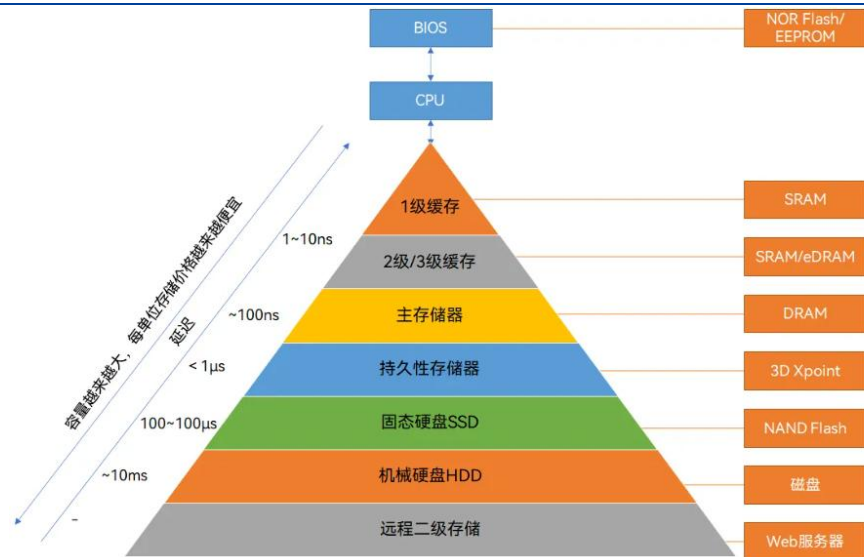 BIOS
NOR Flash/
EEPROM
CPU
1级缓存
SRAM
1~10ns
2级/3级缓存
SRAM/eDRAM
~100ns
主存储器
DRAM
< 1μs
持久性存储器
3D Xpoint
100~100μs
固态硬盘SSD
NAND Flash
~10ms
机械硬盘HDD
磁盘
-
远程二级存储
Web服务器
容量越来越大，每单位存储价格越来越便宜
延迟